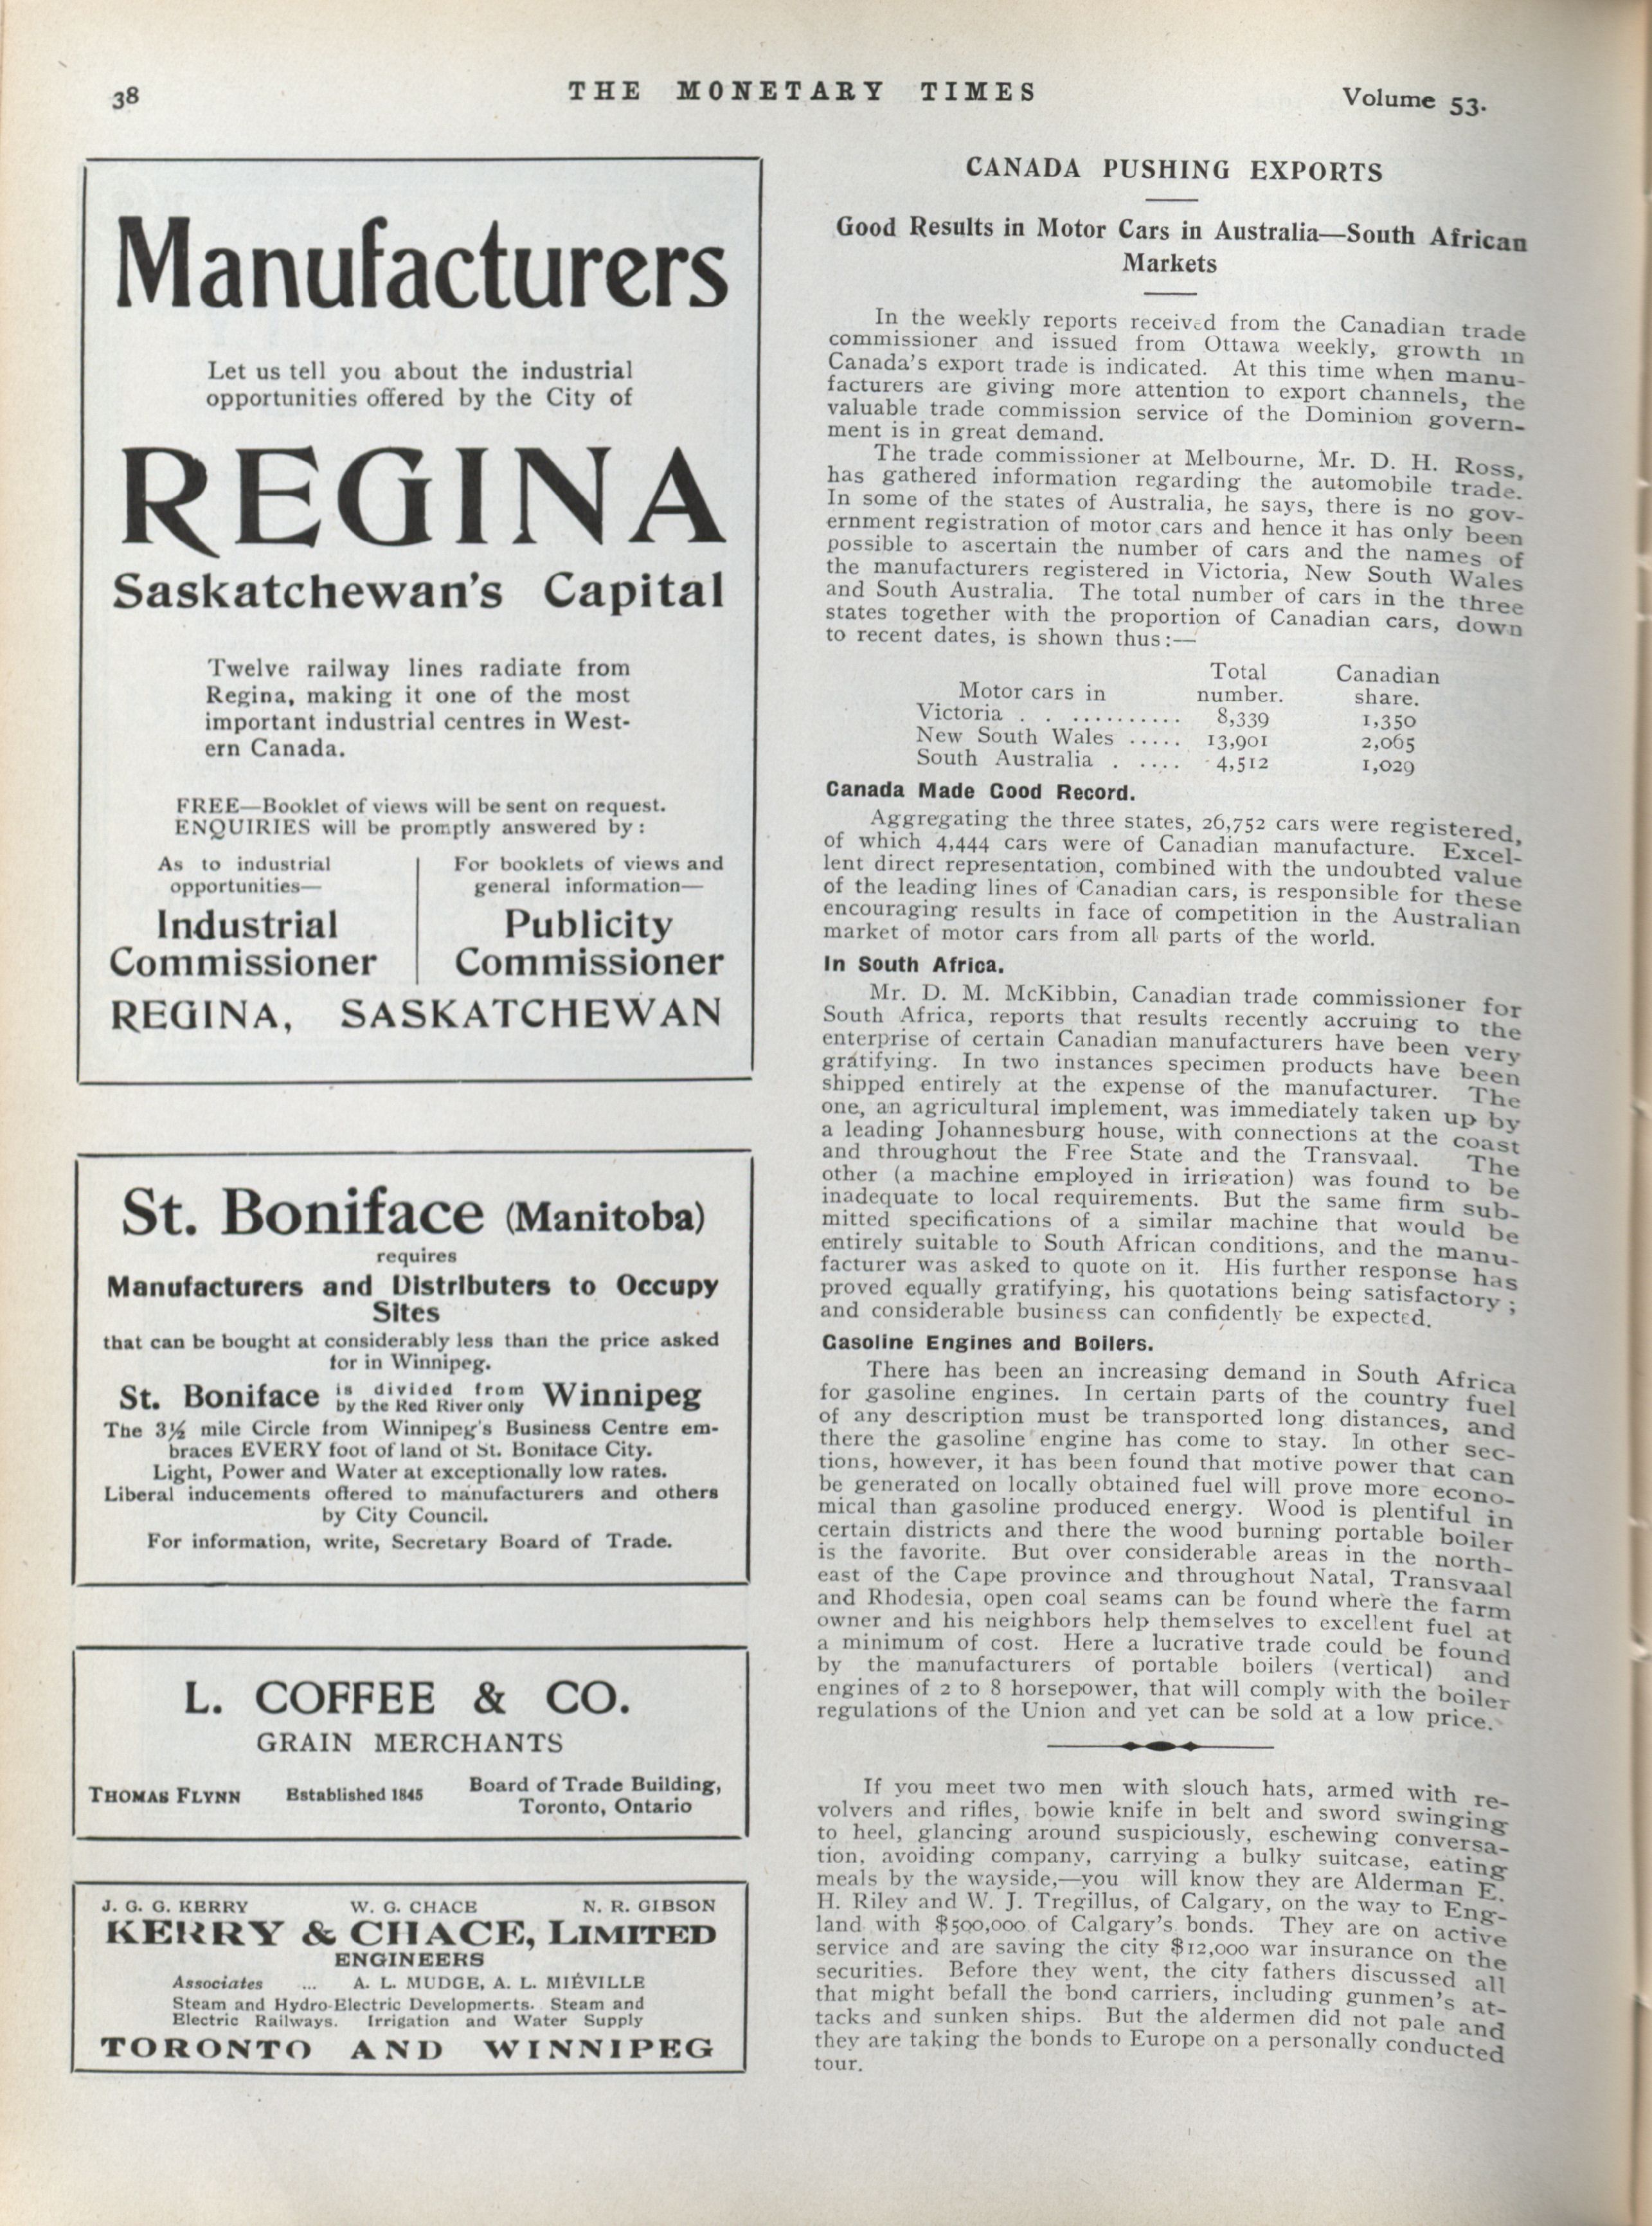 38
THE MONETARY TIMES
Volume 53.
Manufacturers
Let us tell you about the industrial
opportunities offered by the City of
REGINA
Saskatchewan's Capital
Twelve railway lines radiate from
Regina, making it one of the most
important industrial centres in West-
ern Canada.
FREE—Booklet of views will be sent on request.
ENQUIRIES will be promptly answered by:
As to industrial
opportunities—
Industrial
Commissioner
For booklets of views and
general information—
Publicity
Commissioner
REGINA, SASKATCHEWAN
St. Boniface (Manitoba)
requires
Manufacturers and Distributers to Occupy
Sites
that can be bought at considerably less than the price asked
for in Winnipeg.
St. Boniface is divided from by the Red River only Winnipeg
The 3½ mile Circle from Winnipeg's Business Centre em-
braces EVERY foot of land of St. Boniface City.
Light, Power and Water at exceptionally low rates.
Liberal inducements offered to manufacturers and others
by City Council.
For information, write, Secretary Board of Trade.
L. COFFEE & CO.
GRAIN MERCHANTS
THOMAS FLYNN
Established 1845
Board of Trade Building,
Toronto, Ontario
J. G. G. KERRY W. G. CHACE N. R. GIBSON
KERRY & CHACE, LIMITED
ENGINEERS
Associates ... A. L. MUDGE, A. L. MIÉVILLE
Steam and Hydro-Electric Developments. Steam and
Electric Railways. Irrigation and Water Supply
TORONTO AND WINNIPEG
CANADA PUSHING EXPORTS
Good Results in Motor Cars in Australia—South African
Markets
In the weekly reports received from the Canadian trade
commissioner and issued from Ottawa weekly, growth in
Canada's export trade is indicated. At this time when manu-
facturers are giving more attention to export channels, the
valuable trade commission service of the Dominion govern-
ment is in great demand.
The trade commissioner at Melbourne, Mr. D. H. Ross,
has gathered information regarding the automobile trade.
In some of the states of Australia, he says, there is no gov-
ernment registration of motor cars and hence it has only been
possible to ascertain the number of cars and the names of
the manufacturers registered in Victoria, New South Wales
and South Australia. The total number of cars in the three
states together with the proportion of Canadian cars, down
to recent dates, is shown thus:—
Total Canadian
Motor cars in number. share.
Victoria . . .......... 8,339 1,350
New South Wales ..... 13,901 2,065
South Australia . .... 4,512 1,029
Canada Made Good Record.
Aggregating the three states, 26,752 cars were registered,
of which 4,444 cars were of Canadian manufacture. Excel-
lent direct representation, combined with the undoubted value
of the leading lines of Canadian cars, is responsible for these
encouraging results in face of competition in the Australian
market of motor cars from all parts of the world.
In South Africa.
Mr. D. M. McKibbin, Canadian trade commissioner for
South Africa, reports that results recently accruing to the
enterprise of certain Canadian manufacturers have been very
gratifying. In two instances specimen products have been
shipped entirely at the expense of the manufacturer. The
one, an agricultural implement, was immediately taken up by
a leading Johannesburg house, with connections at the coast
and throughout the Free State and the Transvaal. The
other (a machine employed in irrigation) was found to be
inadequate to local requirements. But the same firm sub-
mitted specifications of a similar machine that would be
entirely suitable to South African conditions, and the manu-
facturer was asked to quote on it. His further response has
proved equally gratifying, his quotations being satisfactory;
and considerable business can confidently be expected.
Gasoline Engines and Boilers.
There has been an increasing demand in South Africa
for gasoline engines. In certain parts of the country fuel
of any description must be transported long distances, and
there the gasoline engine has come to stay. In other sec-
tions, however, it has been found that motive power that can
be generated on locally obtained fuel will prove more econo-
mical than gasoline produced energy. Wood is plentiful in
certain districts and there the wood burning portable boiler
is the favorite. But over considerable areas in the north-
east of the Cape province and throughout Natal, Transvaal
and Rhodesia, open coal seams can be found where the farm
owner and his neighbors help themselves to excellent fuel at
a minimum of cost. Here a lucrative trade could be found
by the manufacturers of portable boilers (vertical) and
engines of 2 to 8 horsepower, that will comply with the boiler
regulations of the Union and yet can be sold at a low price.
If you meet two men with slouch hats, armed with re-
volvers and rifles, bowie knife in belt and sword swinging
to heel, glancing around suspiciously, eschewing conversa-
tion, avoiding company, carrying a bulky suitcase, eating
meals by the wayside,—you will know they are Alderman E.
H. Riley and W. J. Tregillus, of Calgary, on the way to Eng-
land with $500,000 of Calgary's bonds. They are on active
service and are saving the city $12,000 war insurance on the
securities. Before they went, the city fathers discussed all
that might befall the bond carriers, including gunmen's at-
tacks and sunken ships. But the aldermen did not pale and
they are taking the bonds to Europe on a personally conducted
tour.